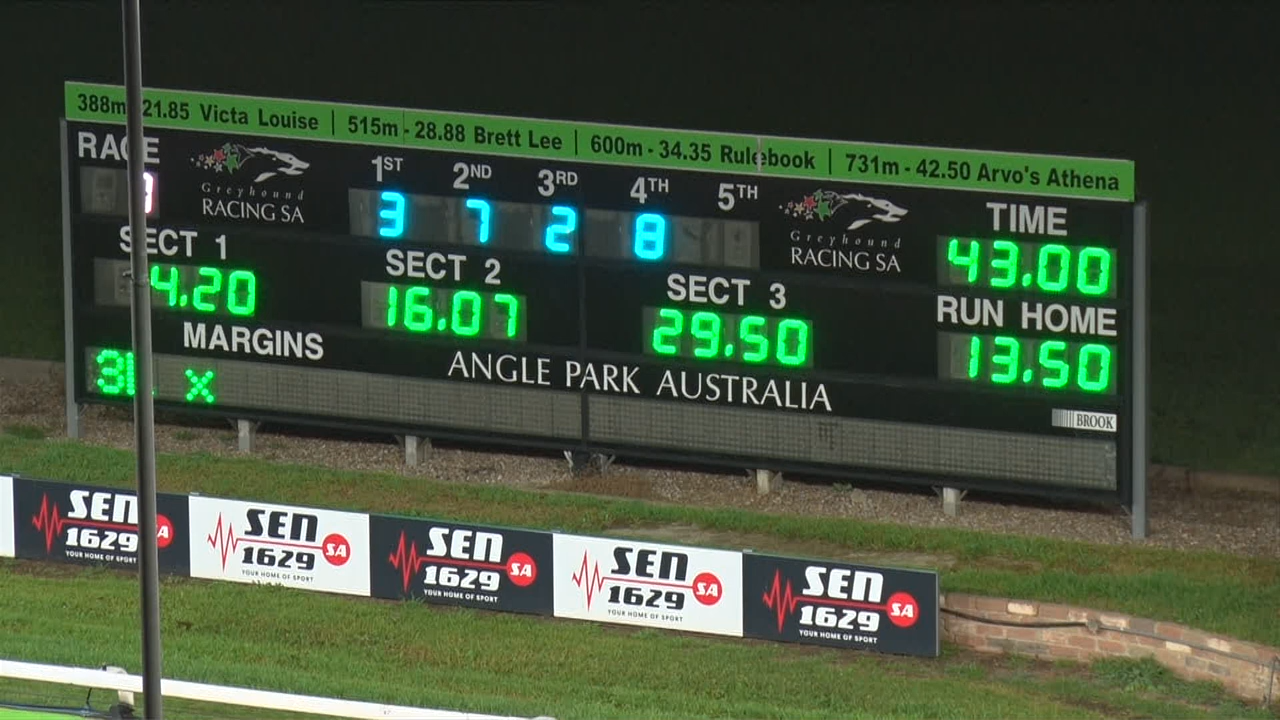 388m 21.85 Victa Louise | 515m - 28.88 Brett Lee | 600m - 34.35 Rulebook | 731m - 42.50 Arvo's Athena
RACE
Greyhound
RACING SA
1ST 2ND 3RD 4TH 5TH
3 7 2 8
Greyhound
RACING SA
TIME
43.00
SECT 1
4.20
SECT 2
16.07
SECT 3
29.50
RUN HOME
13.50
MARGINS
ANGLE PARK AUSTRALIA
BROOK
SEN
1629
YOUR HOME OF SPORT
SEN
1629 SA
YOUR HOME OF SPORT
SEN
1629 SA
YOUR HOME OF SPORT
SEN
1629 SA
YOUR HOME OF SPORT
SEN
1629 SA
YOUR HOME OF SPORT